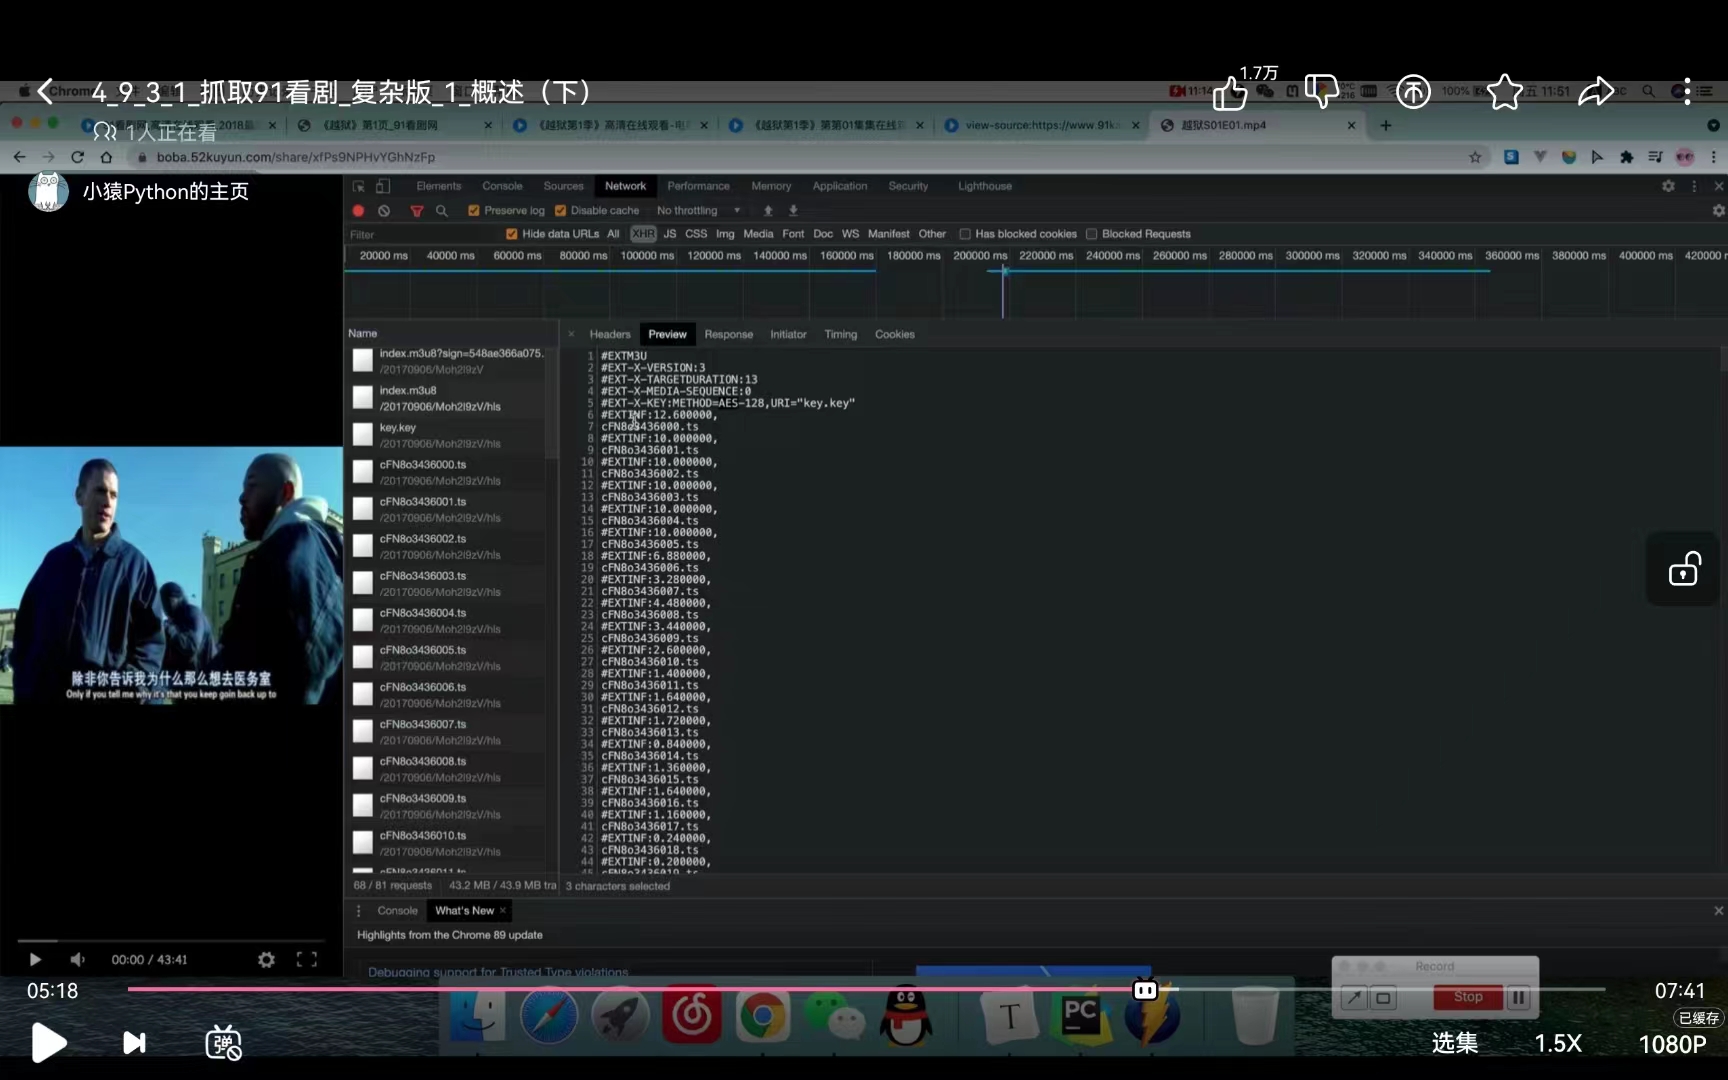 4_9_3_1_抓取91看剧_复杂版_1_概述（下）
1.7万
Chrom
11:14
100%
五 11:51
1人正在看
《越狱》第1页_91看剧网
《越狱第1季》高清在线观看-电
《越狱第1季》第第01集集在线
view-source:https://www.91k
越狱S01E01.mp4
boba.52kuyun.com/share/xfPs9NPHvYGhNzFp
小猿Python的主页
Elements Console Sources Network Performance Memory Application Security Lighthouse
Preserve log Disable cache No throttling
Filter
Hide data URLs All XHR JS CSS Img Media Font Doc WS Manifest Other Has blocked cookies Blocked Requests
20000 ms 40000 ms 60000 ms 80000 ms 100000 ms 120000 ms 140000 ms 160000 ms 180000 ms 200000 ms 220000 ms 240000 ms 260000 ms 280000 ms 300000 ms 320000 ms 340000 ms 360000 ms 380000 ms 400000 ms 420000
Name
Headers Preview Response Initiator Timing Cookies
index.m3u8?sign=548ae366a075.
/20170906/Moh2l9zV
index.m3u8
/20170906/Moh2l9zV/hls
key.key
/20170906/Moh2l9zV/hls
cFN8o3436000.ts
/20170906/Moh2l9zV/hls
cFN8o3436001.ts
/20170906/Moh2l9zV/hls
cFN8o3436002.ts
/20170906/Moh2l9zV/hls
cFN8o3436003.ts
/20170906/Moh2l9zV/hls
cFN8o3436004.ts
/20170906/Moh2l9zV/hls
cFN8o3436005.ts
/20170906/Moh2l9zV/hls
cFN8o3436006.ts
/20170906/Moh2l9zV/hls
cFN8o3436007.ts
/20170906/Moh2l9zV/hls
cFN8o3436008.ts
/20170906/Moh2l9zV/hls
cFN8o3436009.ts
/20170906/Moh2l9zV/hls
cFN8o3436010.ts
/20170906/Moh2l9zV/hls
cFN8o3436011.ts
1 #EXTM3U
2 #EXT-X-VERSION:3
3 #EXT-X-TARGETDURATION:13
4 #EXT-X-MEDIA-SEQUENCE:0
5 #EXT-X-KEY:METHOD=AES-128,URI="key.key"
6 #EXTINF:12.600000,
7 cFN8o3436000.ts
8 #EXTINF:10.000000,
9 cFN8o3436001.ts
10 #EXTINF:10.000000,
11 cFN8o3436002.ts
12 #EXTINF:10.000000,
13 cFN8o3436003.ts
14 #EXTINF:10.000000,
15 cFN8o3436004.ts
16 #EXTINF:10.000000,
17 cFN8o3436005.ts
18 #EXTINF:6.880000,
19 cFN8o3436006.ts
20 #EXTINF:3.280000,
21 cFN8o3436007.ts
22 #EXTINF:4.480000,
23 cFN8o3436008.ts
24 #EXTINF:3.440000,
25 cFN8o3436009.ts
26 #EXTINF:2.600000,
27 cFN8o3436010.ts
28 #EXTINF:1.400000,
29 cFN8o3436011.ts
30 #EXTINF:1.640000,
31 cFN8o3436012.ts
32 #EXTINF:1.720000,
33 cFN8o3436013.ts
34 #EXTINF:0.840000,
35 cFN8o3436014.ts
36 #EXTINF:1.360000,
37 cFN8o3436015.ts
38 #EXTINF:1.640000,
39 cFN8o3436016.ts
40 #EXTINF:1.160000,
41 cFN8o3436017.ts
42 #EXTINF:0.240000,
43 cFN8o3436018.ts
44 #EXTINF:0.200000,
45 cFN8o3436019.ts
除非你告诉我为什么那么想去医务室
Only if you tell me why it's that you keep goin back up to
68 / 81 requests 43.2 MB / 43.9 MB tra 3 characters selected
Console What's New
Highlights from the Chrome 89 update
00:00 / 43:41
Debugging support for Trusted Type violations
Record
05:18
07:41
Stop
T
PC
已缓存
弹
选集
1.5X
1080P